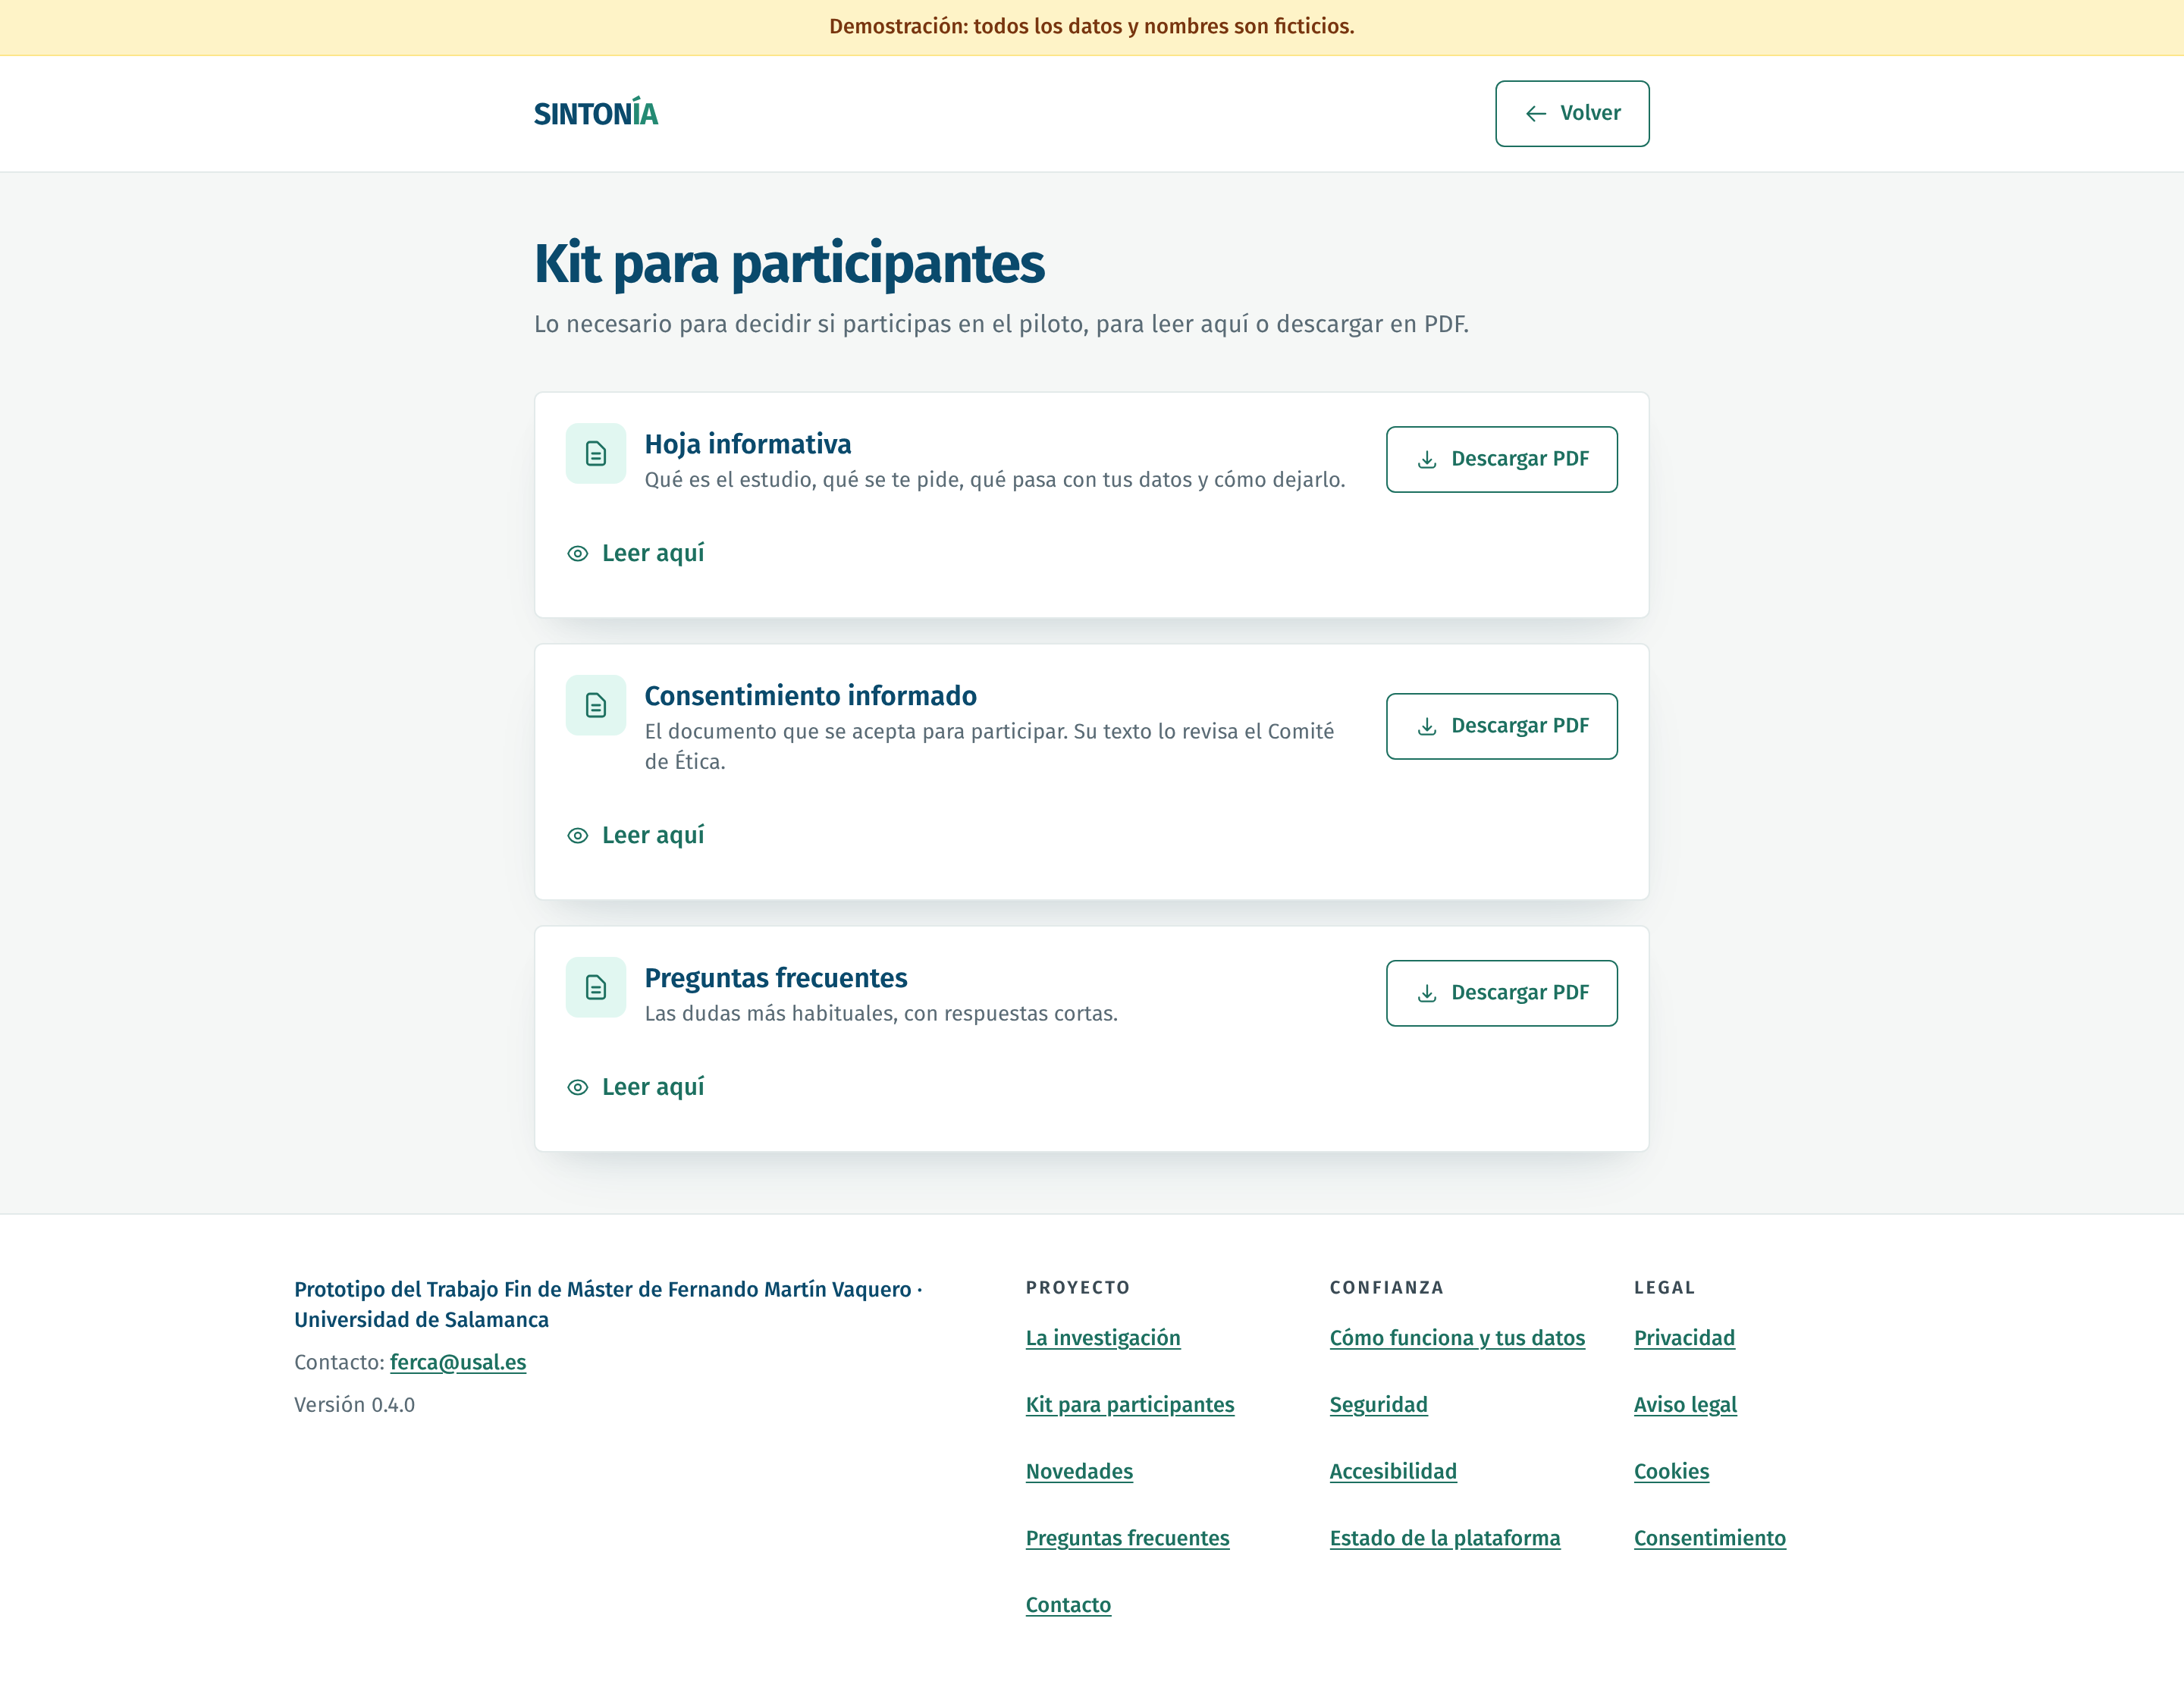 Demostración: todos los datos y nombres son ficticios.
SINTONÍA
Volver
Kit para participantes
Lo necesario para decidir si participas en el piloto, para leer aquí o descargar en PDF.
Hoja informativa
Qué es el estudio, qué se te pide, qué pasa con tus datos y cómo dejarlo.
Descargar PDF
Leer aquí
Consentimiento informado
El documento que se acepta para participar. Su texto lo revisa el Comité
de Ética.
Descargar PDF
Leer aquí
Preguntas frecuentes
Las dudas más habituales, con respuestas cortas.
Descargar PDF
Leer aquí
Prototipo del Trabajo Fin de Máster de Fernando Martín Vaquero ·
Universidad de Salamanca
Contacto: ferca@usal.es
Versión 0.4.0
PROYECTO
La investigación
Kit para participantes
Novedades
Preguntas frecuentes
Contacto
CONFIANZA
Cómo funciona y tus datos
Seguridad
Accesibilidad
Estado de la plataforma
LEGAL
Privacidad
Aviso legal
Cookies
Consentimiento